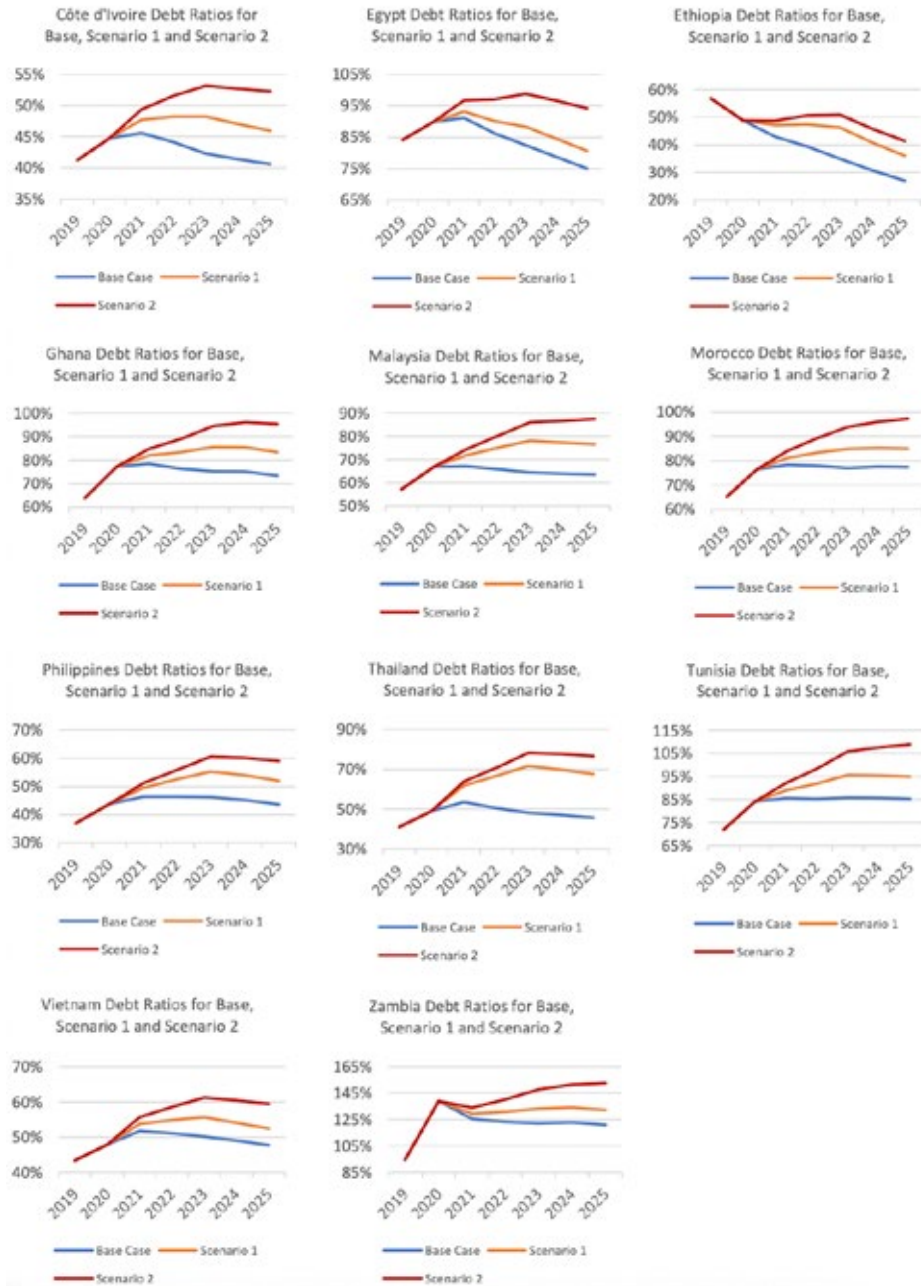 Côte d'Ivoire Debt Ratios for
Base, Scenario 1 and Scenario 2
55%
50%
45%
40%
35%
2019
2020
2021
2022
2023
2024
2025
Base Case
Scenario 1
Scenario 2
Egypt Debt Ratios for Base,
Scenario 1 and Scenario 2
105%
95%
85%
75%
65%
2019
2020
2021
2022
2023
2024
2025
Base Case
Scenario 1
Scenario 2
Ethiopia Debt Ratios for Base,
Scenario 1 and Scenario 2
60%
50%
40%
30%
20%
2019
2020
2021
2022
2023
2024
2025
Base Case
Scenario 1
Scenario 2
Ghana Debt Ratios for Base,
Scenario 1 and Scenario 2
100%
90%
80%
70%
60%
2019
2020
2021
2022
2023
2024
2025
Base Case
Scenario 1
Scenario 2
Malaysia Debt Ratios for Base,
Scenario 1 and Scenario 2
90%
80%
70%
60%
50%
2019
2020
2021
2022
2023
2024
2025
Base Case
Scenario 1
Scenario 2
Morocco Debt Ratios for Base,
Scenario 1 and Scenario 2
100%
90%
80%
70%
60%
2019
2020
2021
2022
2023
2024
2025
Base Case
Scenario 1
Scenario 2
Philippines Debt Ratios for Base,
Scenario 1 and Scenario 2
70%
60%
50%
40%
30%
2019
2020
2021
2022
2023
2024
2025
Base Case
Scenario 1
Scenario 2
Thailand Debt Ratios for Base,
Scenario 1 and Scenario 2
90%
70%
50%
30%
2019
2020
2021
2022
2023
2024
2025
Base Case
Scenario 1
Scenario 2
Tunisia Debt Ratios for Base,
Scenario 1 and Scenario 2
115%
105%
95%
85%
75%
65%
2019
2020
2021
2022
2023
2024
2025
Base Case
Scenario 1
Scenario 2
Vietnam Debt Ratios for Base,
Scenario 1 and Scenario 2
70%
60%
50%
40%
2019
2020
2021
2022
2023
2024
2025
Base Case
Scenario 1
Scenario 2
Zambia Debt Ratios for Base,
Scenario 1 and Scenario 2
165%
145%
125%
105%
85%
2019
2020
2021
2022
2023
2024
2025
Base Case
Scenario 1
Scenario 2